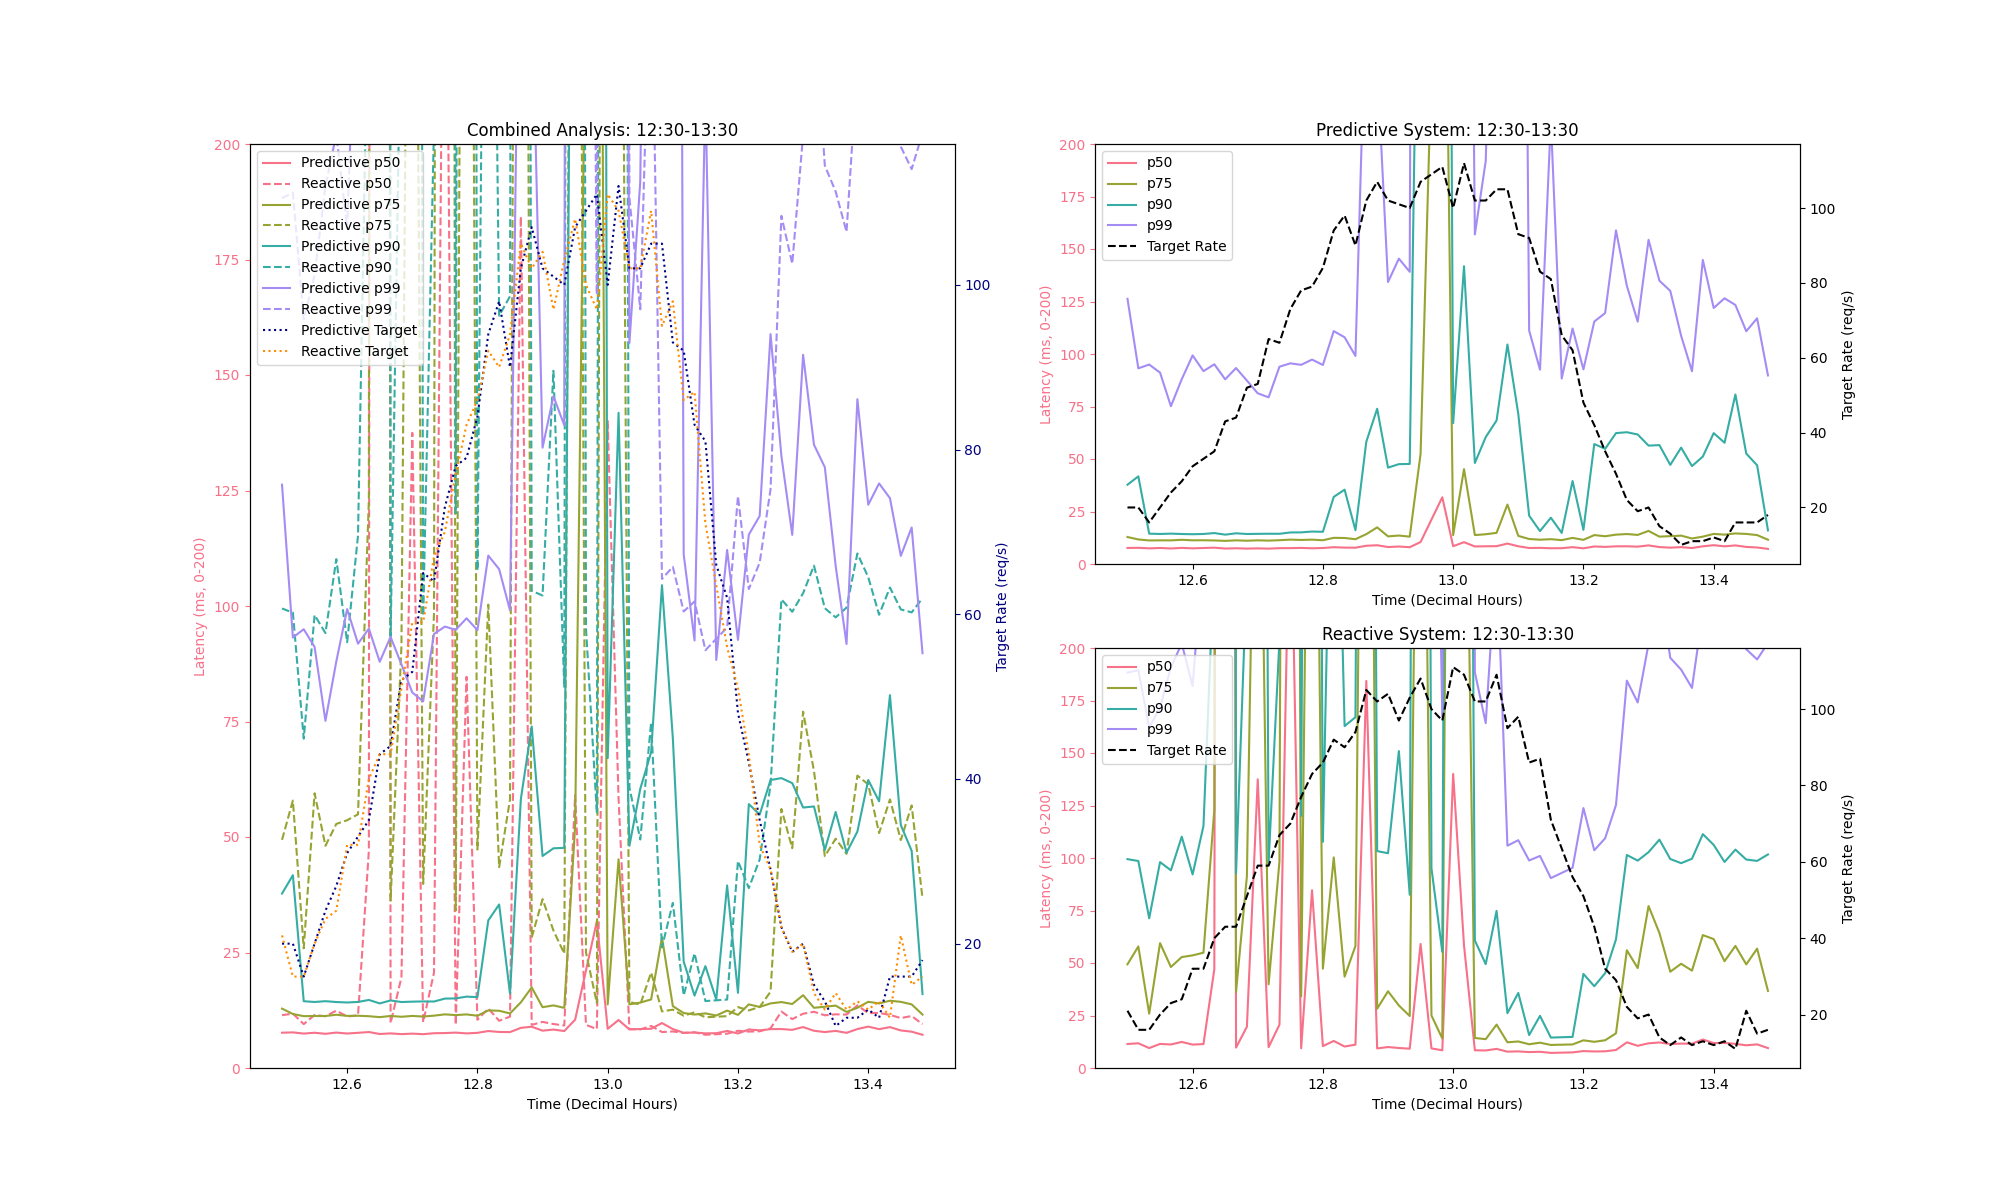 Combined Analysis: 12:30-13:30
200
175
150
125
100
75
50
25
0
Latency (ms, 0-200)
Predictive p50
Reactive p50
Predictive p75
Reactive p75
Predictive p90
Reactive p90
Predictive p99
Reactive p99
Predictive Target
Reactive Target
100
80
60
40
20
Target Rate (req/s)
12.6 12.8 13.0 13.2 13.4
Time (Decimal Hours)
Predictive System: 12:30-13:30
200
175
150
125
100
75
50
25
0
Latency (ms, 0-200)
p50
p75
p90
p99
Target Rate
100
80
60
40
20
Target Rate (req/s)
12.6 12.8 13.0 13.2 13.4
Time (Decimal Hours)
Reactive System: 12:30-13:30
200
175
150
125
100
75
50
25
0
Latency (ms, 0-200)
p50
p75
p90
p99
Target Rate
100
80
60
40
20
Target Rate (req/s)
12.6 12.8 13.0 13.2 13.4
Time (Decimal Hours)